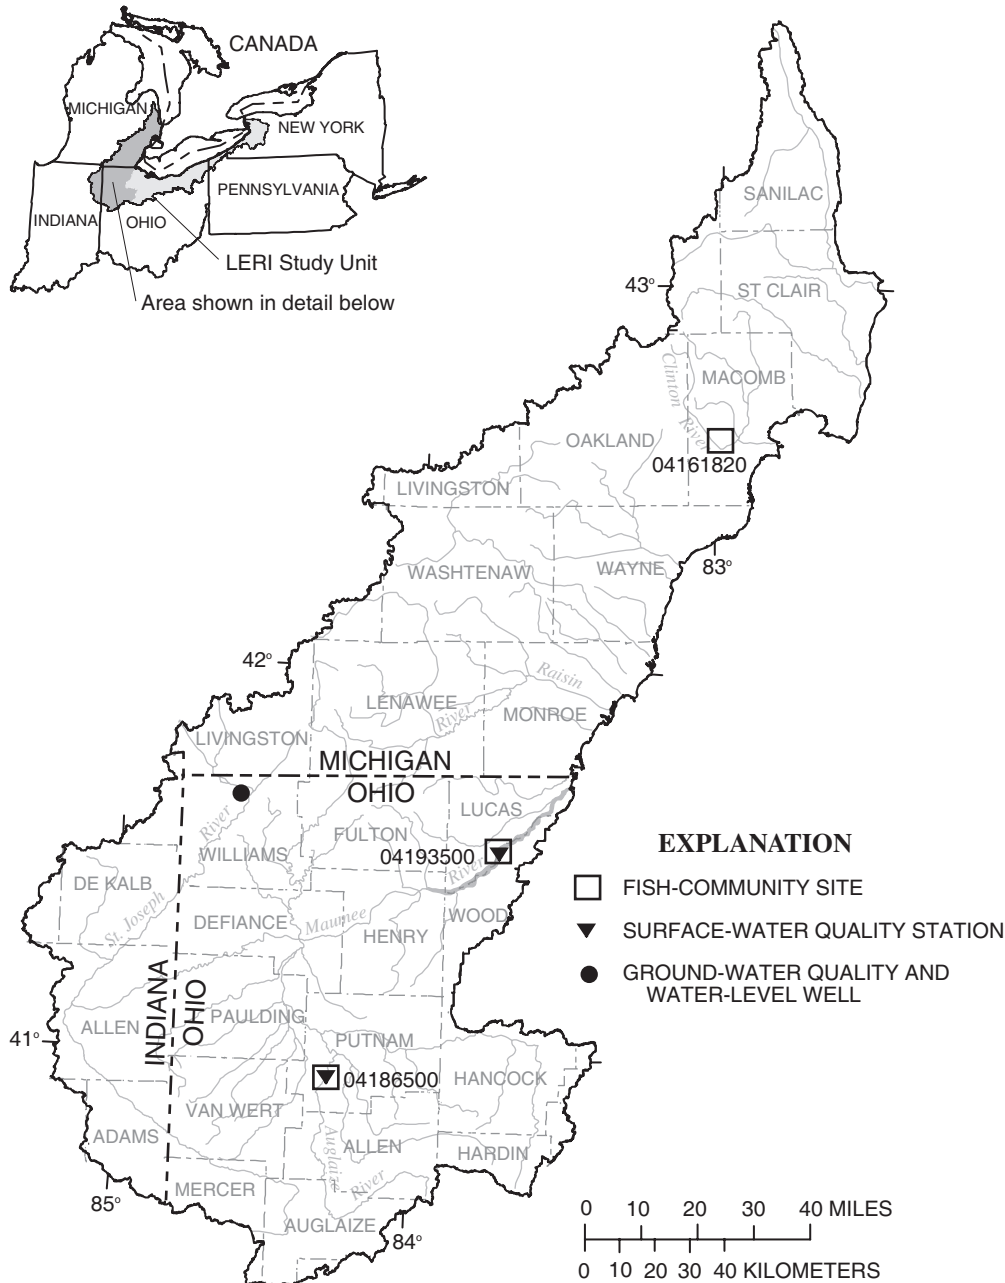 CANADA
MICHIGAN
NEW YORK
PENNSYLVANIA
INDIANA
OHIO
LERI Study Unit
Area shown in detail below
SANILAC
43°
ST CLAIR
MACOMB
Clinton River
OAKLAND
04161820
LIVINGSTON
83°
WASHTENAW
WAYNE
42°
Raisin
River
LENAWEE
MONROE
LIVINGSTON
MICHIGAN
OHIO
LUCAS
FULTON
04193500
River
WILLIAMS
DE KALB
St. Joseph
River
DEFIANCE
Maumee
HENRY
WOOD
INDIANA
OHIO
ALLEN
PAULDING
41°
PUTNAM
04186500
HANCOCK
VAN WERT
ADAMS
ALLEN
HARDIN
Auglaize
River
85°
MERCER
AUGLAIZE
84°
EXPLANATION
FISH-COMMUNITY SITE
SURFACE-WATER QUALITY STATION
GROUND-WATER QUALITY AND
WATER-LEVEL WELL
0 10 20 30 40 MILES
0 10 20 30 40 KILOMETERS